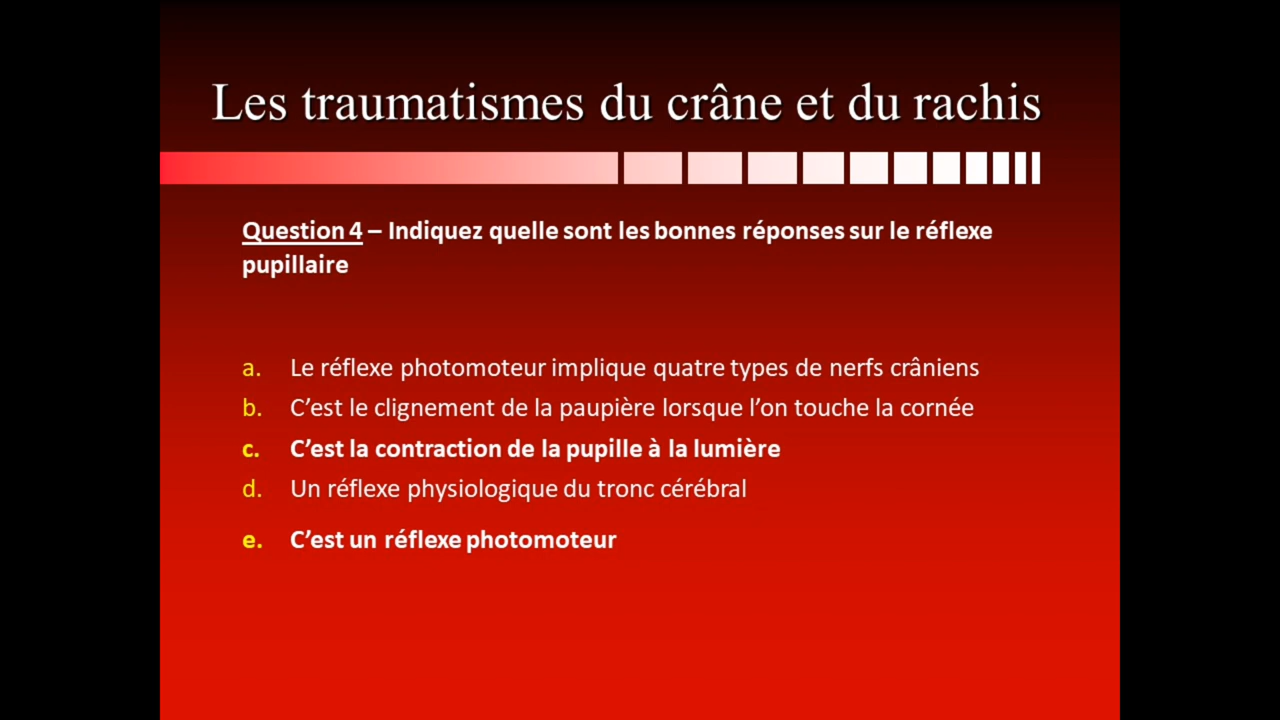 Les traumatismes du crâne et du rachis
Question 4 – Indiquez quelle sont les bonnes réponses sur le réflexe
pupillaire
a. Le réflexe photomoteur implique quatre types de nerfs crâniens
b. C’est le clignement de la paupière lorsque l’on touche la cornée
c. C’est la contraction de la pupille à la lumière
d. Un réflexe physiologique du tronc cérébral
e. C’est un réflexe photomoteur